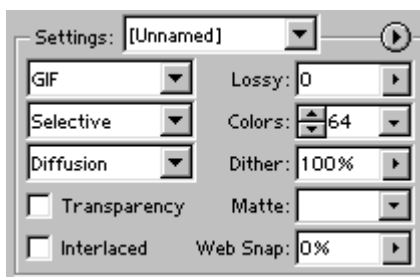 Settings: [Unnamed]
GIF Lossy: 0
Selective Colors: 64
Diffusion Dither: 100%
Transparency Matte:
Interlaced Web Snap: 0%